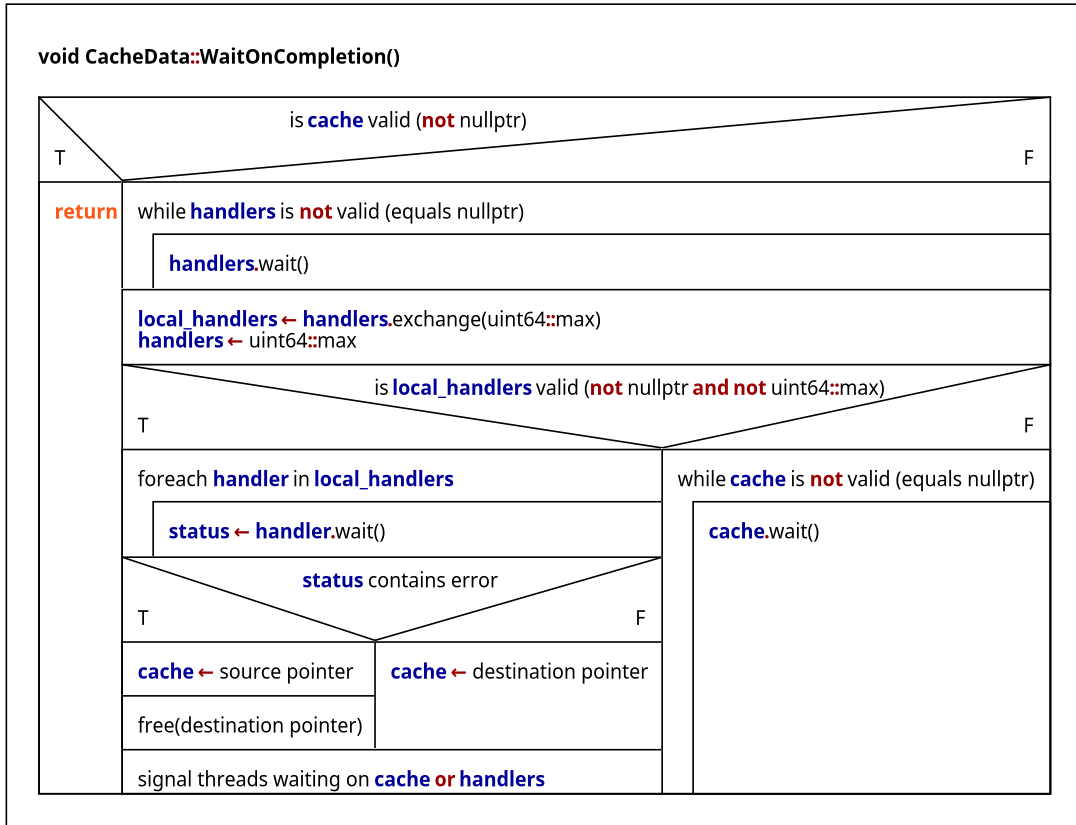 void CacheData::WaitOnCompletion()
is cache valid (not nullptr)
T
F
return
while handlers is not valid (equals nullptr)
handlers.wait()
local_handlers ← handlers.exchange(uint64::max)
handlers ← uint64::max
is local_handlers valid (not nullptr and not uint64::max)
T
F
foreach handler in local_handlers
while cache is not valid (equals nullptr)
status ← handler.wait()
cache.wait()
status contains error
T
F
cache ← source pointer
cache ← destination pointer
free(destination pointer)
signal threads waiting on cache or handlers